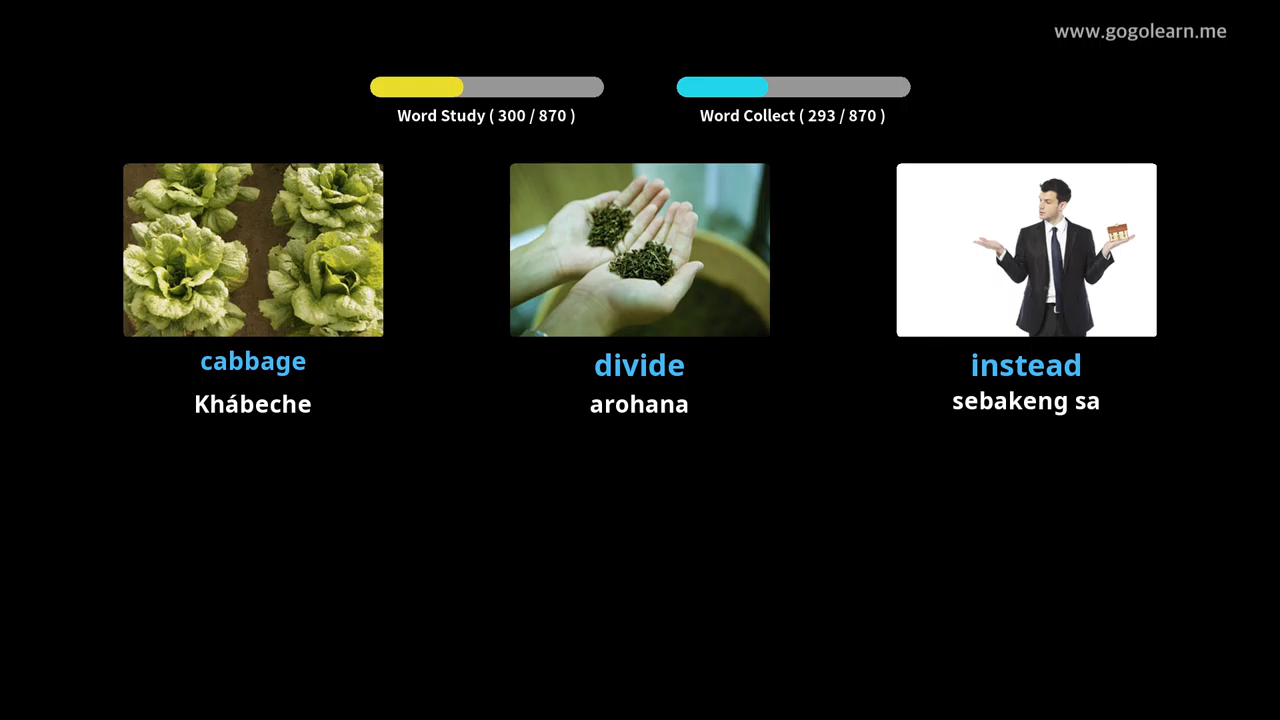 www.gogolearn.me
Word Study ( 300 / 870 )
Word Collect ( 293 / 870 )
cabbage
Khábeche
divide
arohana
instead
sebakeng sa